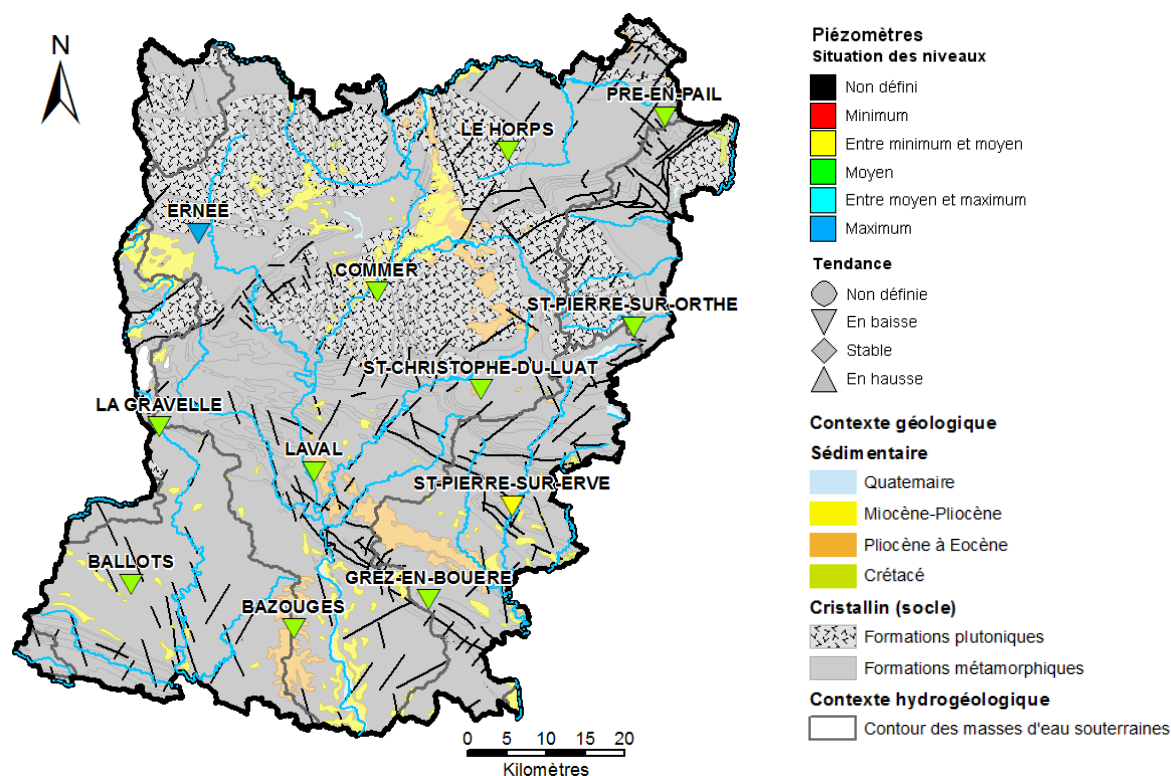 N
PRE-EN-PAIL
LE HORPS
ERNEE
COMMER
ST-PIERRE-SUR-ORTHE
ST-CHRISTOPHE-DU-LUAT
LA GRAVELLE
LAVAL
ST-PIERRE-SUR-ERVE
BALLOTS
GREZ-EN-BOUERE
BAZOUGES
0 5 10 15 20
Kilomètres
Piézomètres
Situation des niveaux
Non défini
Minimum
Entre minimum et moyen
Moyen
Entre moyen et maximum
Maximum
Tendance
Non définie
En baisse
Stable
En hausse
Contexte géologique
Sédimentaire
Quaternaire
Miocène-Pliocène
Pliocène à Eocène
Crétacé
Cristallin (socle)
Formations plutoniques
Formations métamorphiques
Contexte hydrogéologique
Contour des masses d'eau souterraines